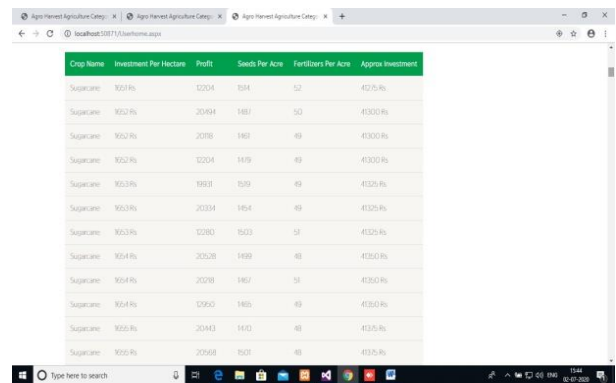 Agro Harvest Agriculture Catego x Agro Harvest Agriculture Catego x Agro Harvest Agriculture Catego x +
localhost:50871/Userhome.aspx
Crop Name Investment Per Hectare Profit Seeds Per Acre Fertilizers Per Acre Approx Investment
Sugarcane 1651 Rs 12204 1514 52 41275 Rs
Sugarcane 1652 Rs 20494 1487 50 41300 Rs
Sugarcane 1652 Rs 20118 1461 49 41300 Rs
Sugarcane 1652 Rs 12204 1479 49 41300 Rs
Sugarcane 1653 Rs 19931 1519 49 41325 Rs
Sugarcane 1653 Rs 20334 1454 49 41325 Rs
Sugarcane 1653 Rs 12280 1503 51 41325 Rs
Sugarcane 1654 Rs 20528 1499 48 41350 Rs
Sugarcane 1654 Rs 20218 1462 51 41350 Rs
Sugarcane 1654 Rs 12950 1465 49 41350 Rs
Sugarcane 1655 Rs 20443 1470 48 41375 Rs
Sugarcane 1655 Rs 20568 1501 48 41375 Rs
Type here to search ENG 15:44
02-07-2020